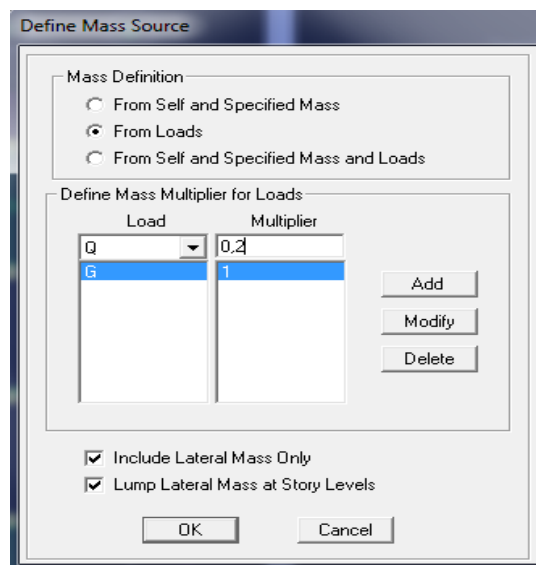 Define Mass Source
Mass Definition
From Self and Specified Mass
From Loads
From Self and Specified Mass and Loads
Define Mass Multiplier for Loads
Load Multiplier
Q 0,2
G 1
Add
Modify
Delete
Include Lateral Mass Only
Lump Lateral Mass at Story Levels
OK Cancel